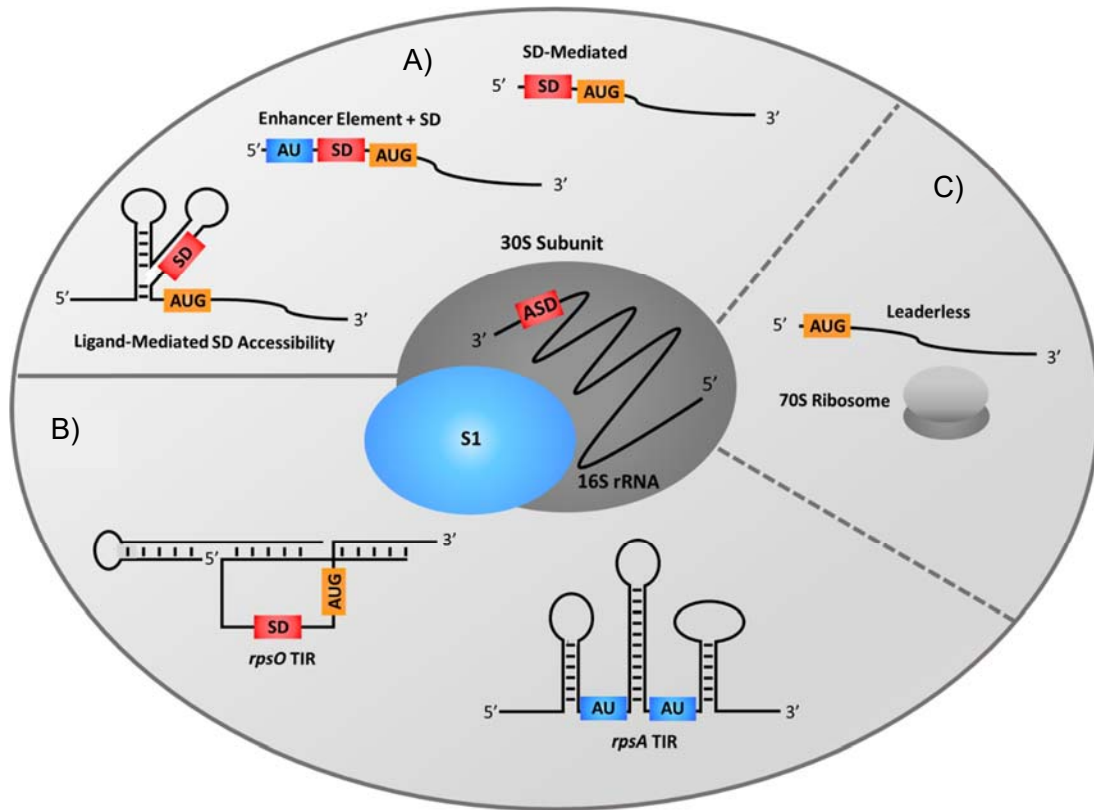 A)
SD-Mediated
5’ SD AUG 3’
Enhancer Element + SD
5’ AU SD AUG 3’
SD
5’ AUG 3’
Ligand-Mediated SD Accessibility
C)
5’ AUG Leaderless 3’
70S Ribosome
30S Subunit
ASD
3’
5’
S1
16S rRNA
B)
5’ 3’
AUG
SD
rpsO TIR
5’ AU AU 3’
rpsA TIR